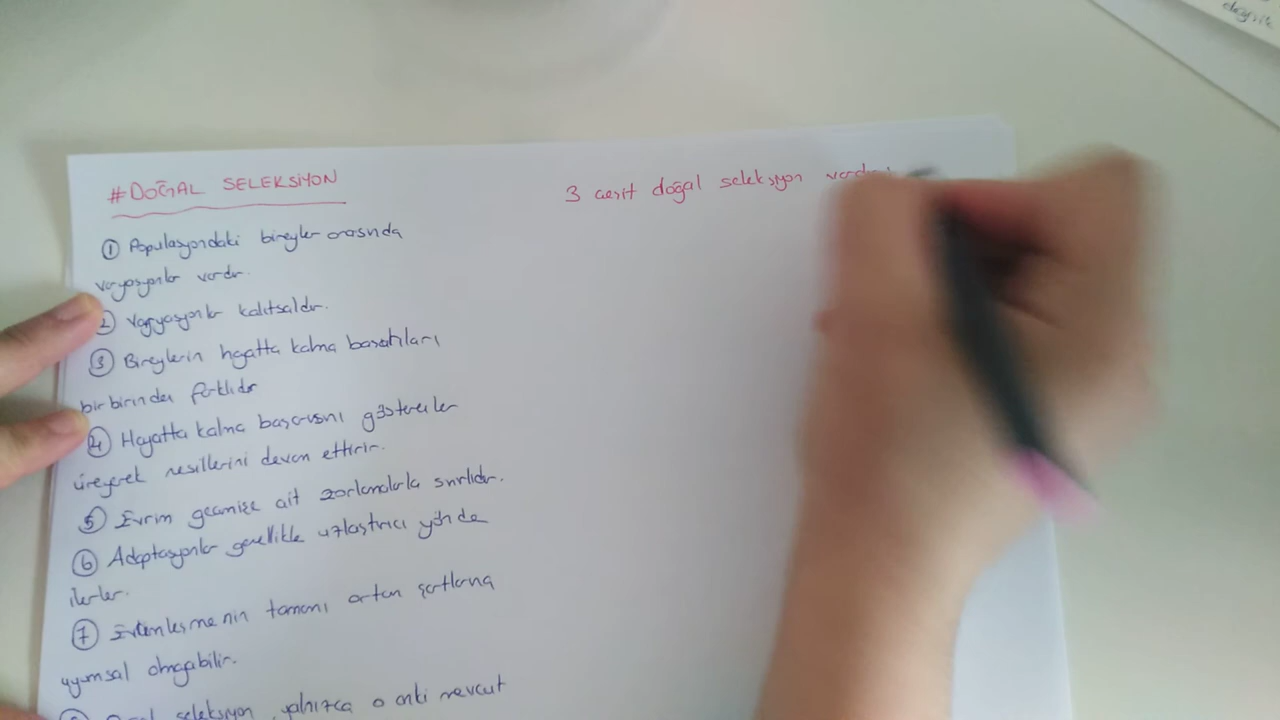 # DOĞAL SELEKSİYON
① Populasyondaki bireyler arasında
varyasyonlar vardır.
② Varyasyonlar kalıtsaldır.
③ Bireylerin hayatta kalma başarıları
birbirinden farklıdır
④ Hayatta kalma başarısını gösterenler
üreyerek nesillerini devam ettirir.
⑤ Evrim geçmişe ait zorlamalarla sınırlıdır.
⑥ Adaptasyonlar genellikle uzlaştırıcı yönde
ilerler.
⑦ Evrimleşmenin tamamı ortam şartlarına
uyumsal olmayabilir.
seleksiyon, yalnızca o anki mevcut
3 çeşit doğal seleksiyon